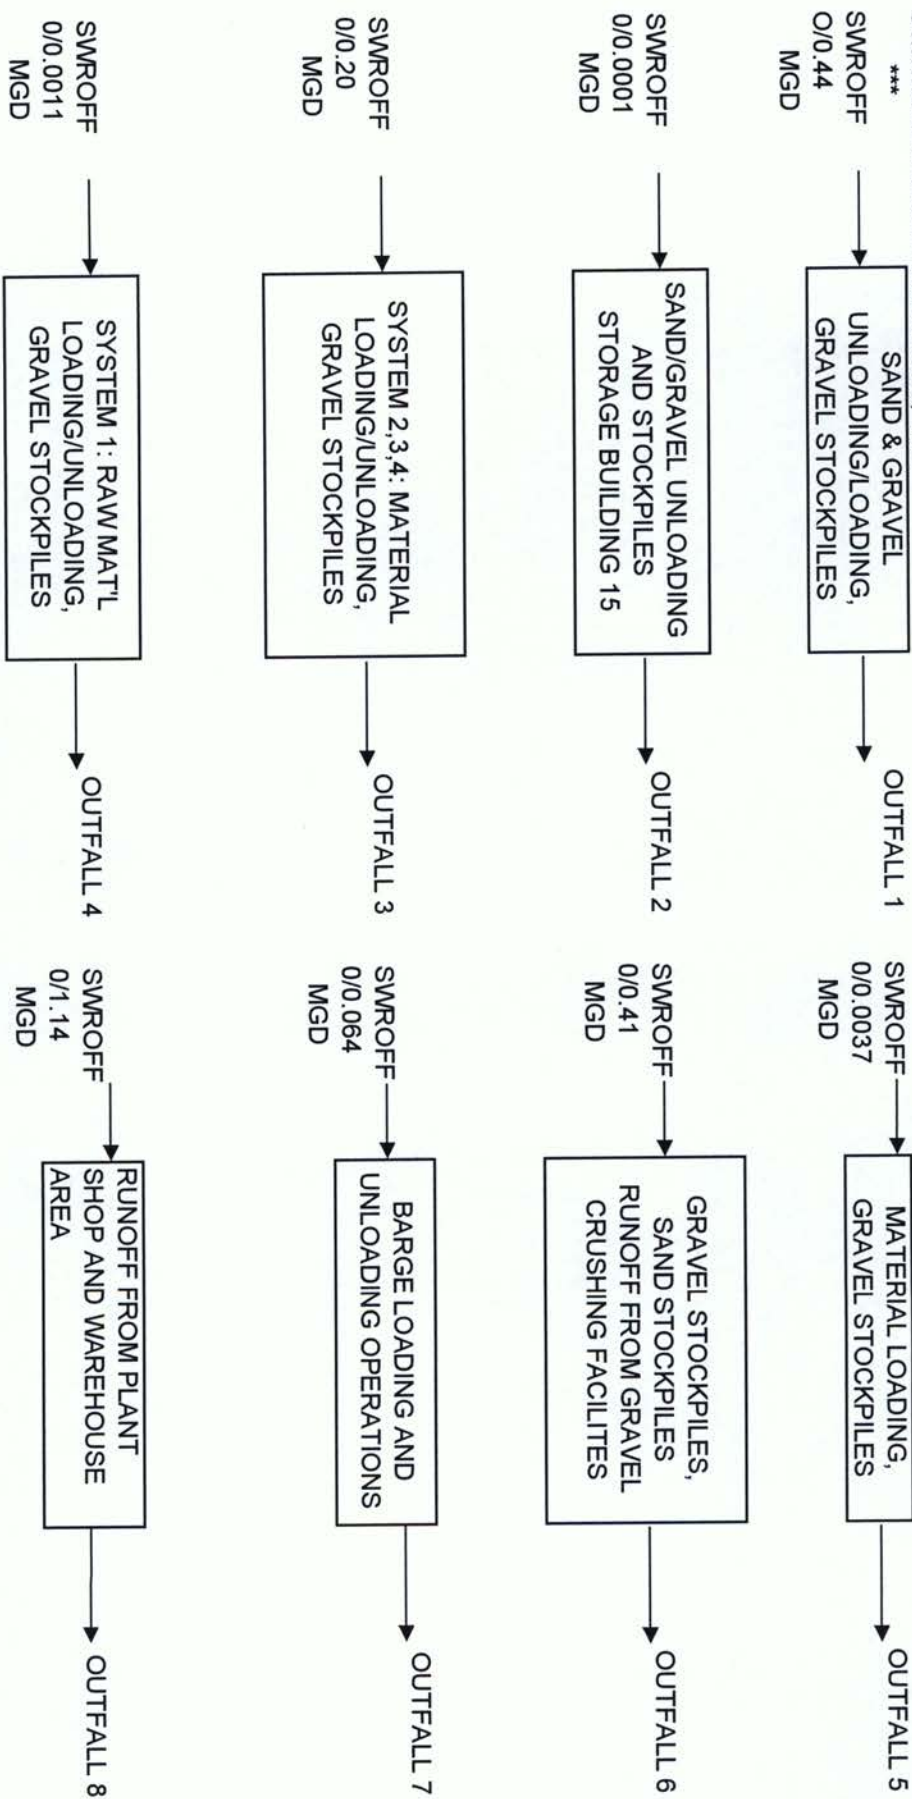 ***
SWROFF
O/0.44
MGD
SAND & GRAVEL
UNLOADING/LOADING,
GRAVEL STOCKPILES
OUTFALL 1
SWROFF
0/0.0037
MGD
MATERIAL LOADING,
GRAVEL STOCKPILES
OUTFALL 5
SWROFF
0/0.0001
MGD
SAND/GRAVEL UNLOADING
AND STOCKPILES
STORAGE BUILDING 15
OUTFALL 2
SWROFF
0/0.41
MGD
GRAVEL STOCKPILES,
SAND STOCKPILES
RUNOFF FROM GRAVEL
CRUSHING FACILITES
OUTFALL 6
SWROFF
0/0.20
MGD
SYSTEM 2,3,4: MATERIAL
LOADING/UNLOADING,
GRAVEL STOCKPILES
OUTFALL 3
SWROFF
0/0.064
MGD
BARGE LOADING AND
UNLOADING OPERATIONS
OUTFALL 7
SWROFF
0/0.0011
MGD
SYSTEM 1: RAW MAT'L
LOADING/UNLOADING,
GRAVEL STOCKPILES
OUTFALL 4
SWROFF
0/1.14
MGD
RUNOFF FROM PLANT
SHOP AND WAREHOUSE
AREA
OUTFALL 8